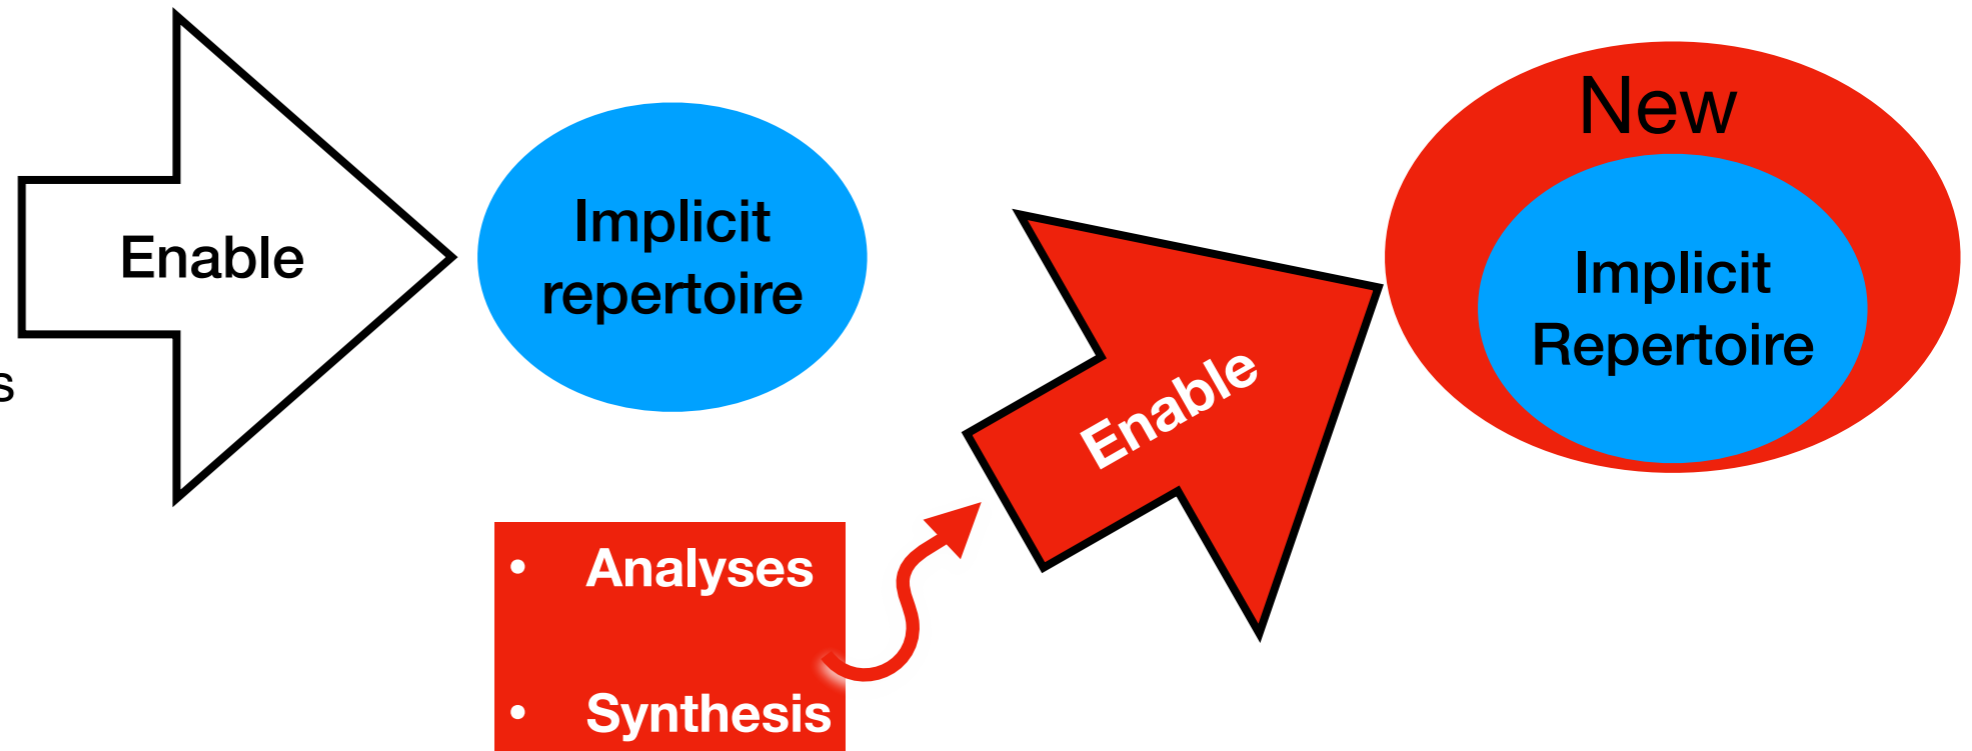 Enable
s
Implicit
repertoire
• Analyses
• Synthesis
Enable
New
Implicit
Repertoire